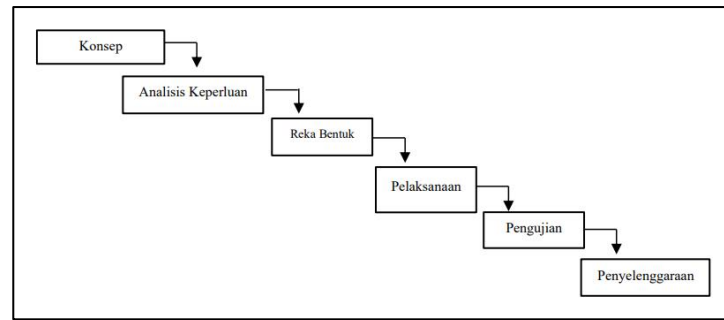 Konsep
Analisis Keperluan
Reka Bentuk
Pelaksanaan
Pengujian
Penyelenggaraan